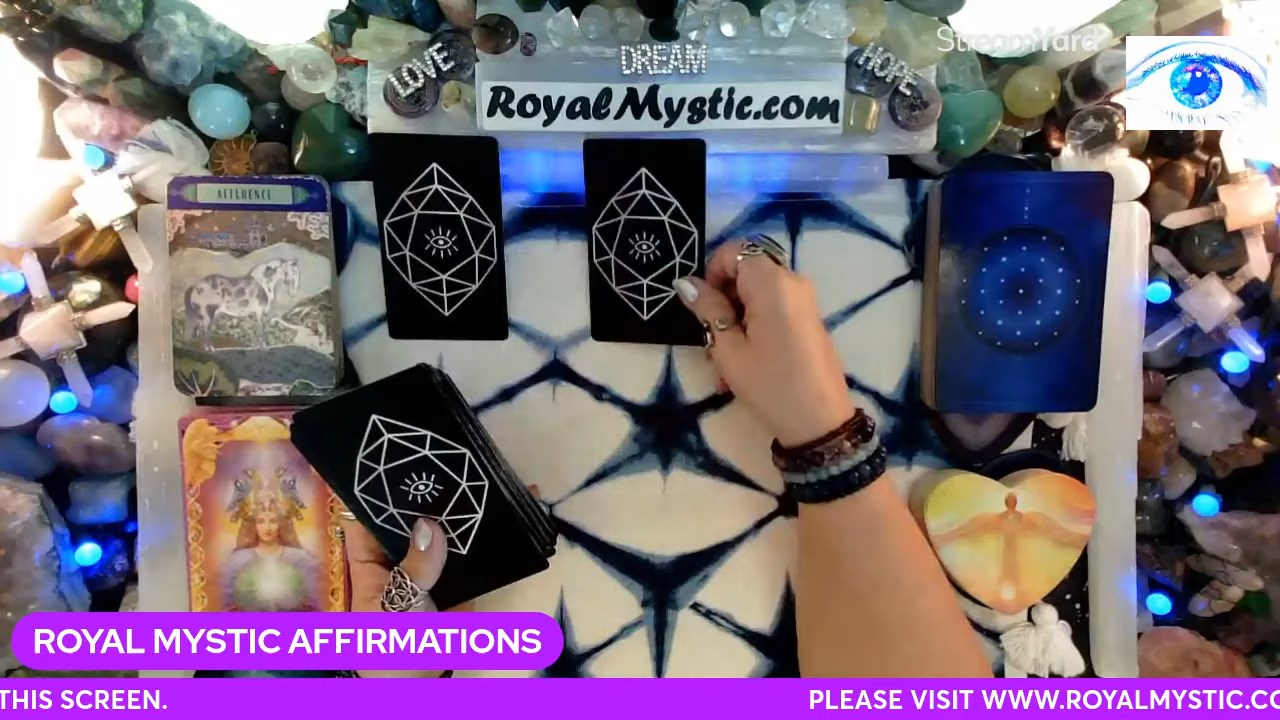 StreamYard
LOVE
DREAM
HOPE
RoyalMystic.com
AFFLUENCE
ROYAL MYSTIC AFFIRMATIONS
THIS SCREEN.
PLEASE VISIT WWW.ROYALMYSTIC.CO